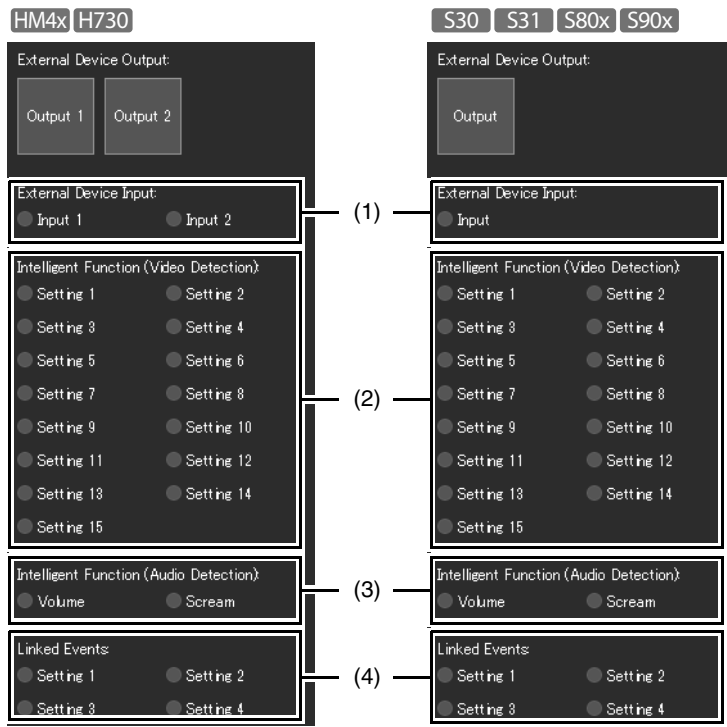 HM4x H730
External Device Output:
Output 1 Output 2
External Device Input:
Input 1 Input 2
Intelligent Function (Video Detection):
Setting 1 Setting 2
Setting 3 Setting 4
Setting 5 Setting 6
Setting 7 Setting 8
Setting 9 Setting 10
Setting 11 Setting 12
Setting 13 Setting 14
Setting 15
Intelligent Function (Audio Detection):
Volume Scream
Linked Events:
Setting 1 Setting 2
Setting 3 Setting 4
(1)
(2)
(3)
(4)
S30 S31 S80x S90x
External Device Output:
Output
External Device Input:
Input
Intelligent Function (Video Detection):
Setting 1 Setting 2
Setting 3 Setting 4
Setting 5 Setting 6
Setting 7 Setting 8
Setting 9 Setting 10
Setting 11 Setting 12
Setting 13 Setting 14
Setting 15
Intelligent Function (Audio Detection):
Volume Scream
Linked Events:
Setting 1 Setting 2
Setting 3 Setting 4